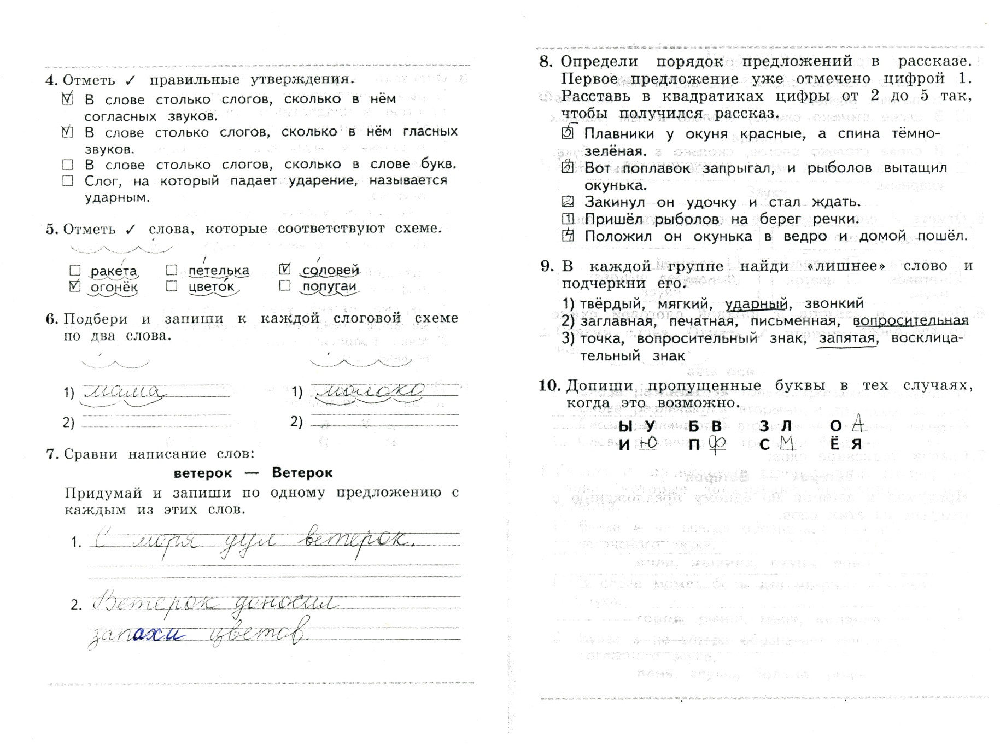 4. Отметь ✓ правильные утверждения.
☑ В слове столько слогов, сколько в нём
согласных звуков.
☑ В слове столько слогов, сколько в нём гласных
звуков.
☐ В слове столько слогов, сколько в слове букв.
☐ Слог, на который падает ударение, называется
ударным.
5. Отметь ✓ слова, которые соответствуют схеме.
☐ ракета ☐ петелька ☑ соловей
☑ огонёк ☐ цветок ☐ попугаи
6. Подбери и запиши к каждой слоговой схеме
по два слова.
1) мама 1) молоко
2) 2)
7. Сравни написание слов:
ветерок — Ветерок
Придумай и запиши по одному предложению с
каждым из этих слов.
1. С моря дул ветерок.
2. Ветерок доносил
запахи цветов.
8. Определи порядок предложений в рассказе.
Первое предложение уже отмечено цифрой 1.
Расставь в квадратиках цифры от 2 до 5 так,
чтобы получился рассказ.
5 Плавники у окуня красные, а спина тёмно-
зелёная.
3 Вот поплавок запрыгал, и рыболов вытащил
окунька.
2 Закинул он удочку и стал ждать.
1 Пришёл рыболов на берег речки.
4 Положил он окунька в ведро и домой пошёл.
9. В каждой группе найди «лишнее» слово и
подчеркни его.
1) твёрдый, мягкий, ударный, звонкий
2) заглавная, печатная, письменная, вопросительная
3) точка, вопросительный знак, запятая, восклица-
тельный знак
10. Допиши пропущенные буквы в тех случаях,
когда это возможно.
Ы У Б В З Л О А
И Ю П Ф С М Ё Я